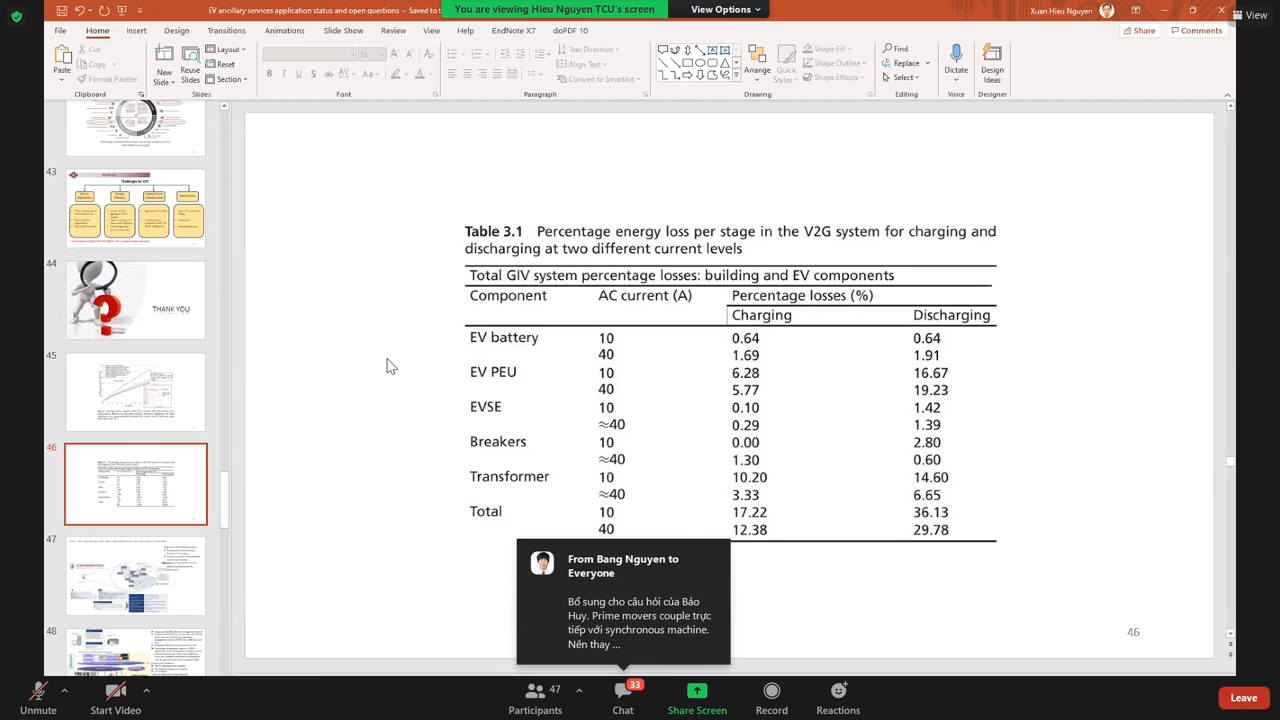 EV ancillary services application status and open questions - Saved to t
You are viewing Hieu Nguyen TCU's screen
View Options
Xuan Hieu Nguyen
View
File
Home
Insert
Design
Transitions
Animations
Slide Show
Review
View
Help
EndNote X7
doPDF 10
Share
Comments
Paste
Cut
Copy
Format Painter
Clipboard
New
Slide
Reuse
Slides
Layout
Reset
Section
Slides
Font
Text Direction
Align Text
Convert to SmartArt
Paragraph
Arrange
Quick
Styles
Shape Fill
Shape Outline
Shape Effects
Drawing
Find
Replace
Select
Editing
Dictate
Voice
Design
Ideas
Designer
43
44
THANK YOU
45
46
47
48
Table 3.1 Percentage energy loss per stage in the V2G system for charging and
discharging at two different current levels
Total GIV system percentage losses: building and EV components
Component AC current (A) Percentage losses (%)
Charging Discharging
EV battery 10 0.64 0.64
40 1.69 1.91
EV PEU 10 6.28 16.67
40 5.77 19.23
EVSE 10 0.10 1.42
≈40 0.29 1.39
Breakers 10 0.00 2.80
≈40 1.30 0.60
Transformer 10 10.20 14.60
≈40 3.33 6.65
Total 10 17.22 36.13
40 12.38 29.78
46
From Bang Nguyen to
Everyone
Bổ sung cho câu hỏi của Bảo
Huy. Prime movers couple trực
tiếp với synchronous machine.
Nên thay ...
Unmute
Start Video
47
Participants
33
Chat
Share Screen
Record
Reactions
Leave